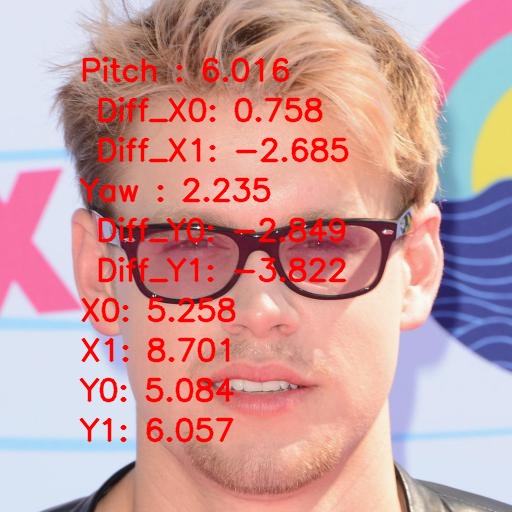 Pitch : 6.016
Diff_X0: 0.758
Diff_X1: -2.685
Yaw : 2.235
Diff_Y0: -2.849
Diff_Y1: -3.822
X0: 5.258
X1: 8.701
Y0: 5.084
Y1: 6.057
X